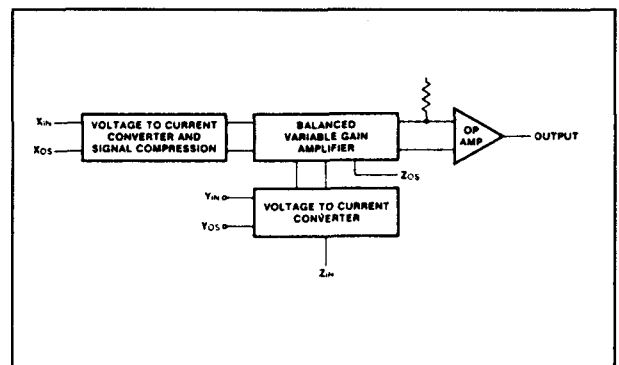 XIN
XOS
VOLTAGE TO CURRENT
CONVERTER AND
SIGNAL COMPRESSION
BALANCED
VARIABLE GAIN
AMPLIFIER
OP
AMP
OUTPUT
ZOS
YIN
YOS
VOLTAGE TO CURRENT
CONVERTER
ZIN